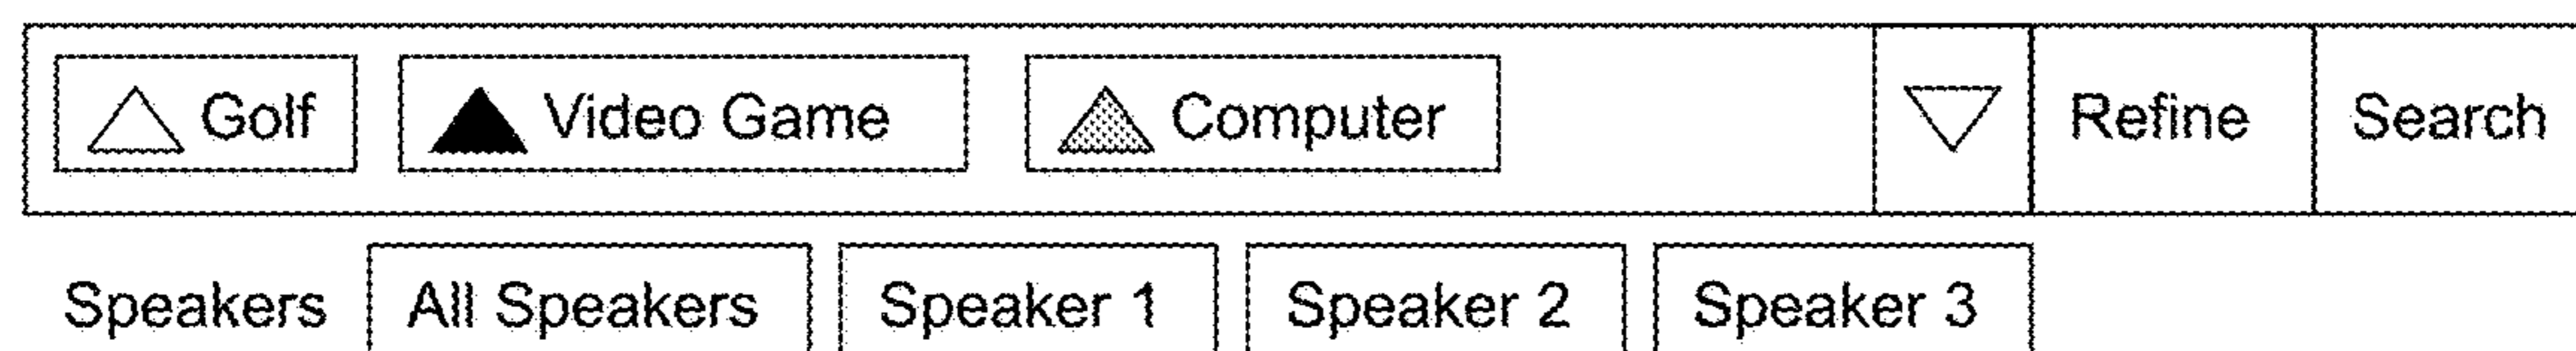 Golf Video Game Computer Refine Search
Speakers All Speakers Speaker 1 Speaker 2 Speaker 3